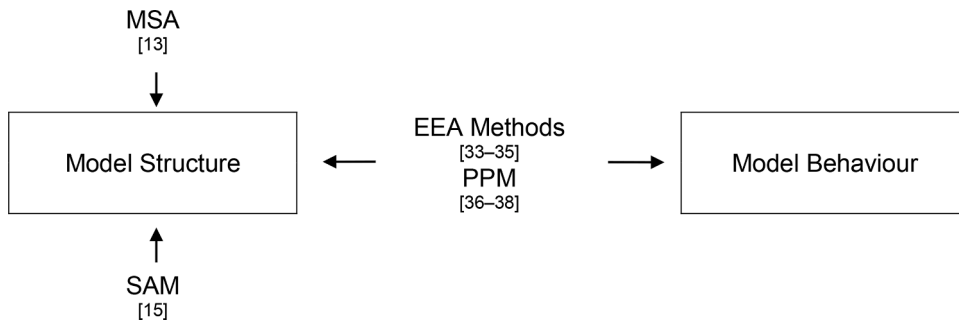 MSA
[13]
Model Structure
EEA Methods
[33–35]
PPM
[36–38]
Model Behaviour
SAM
[15]